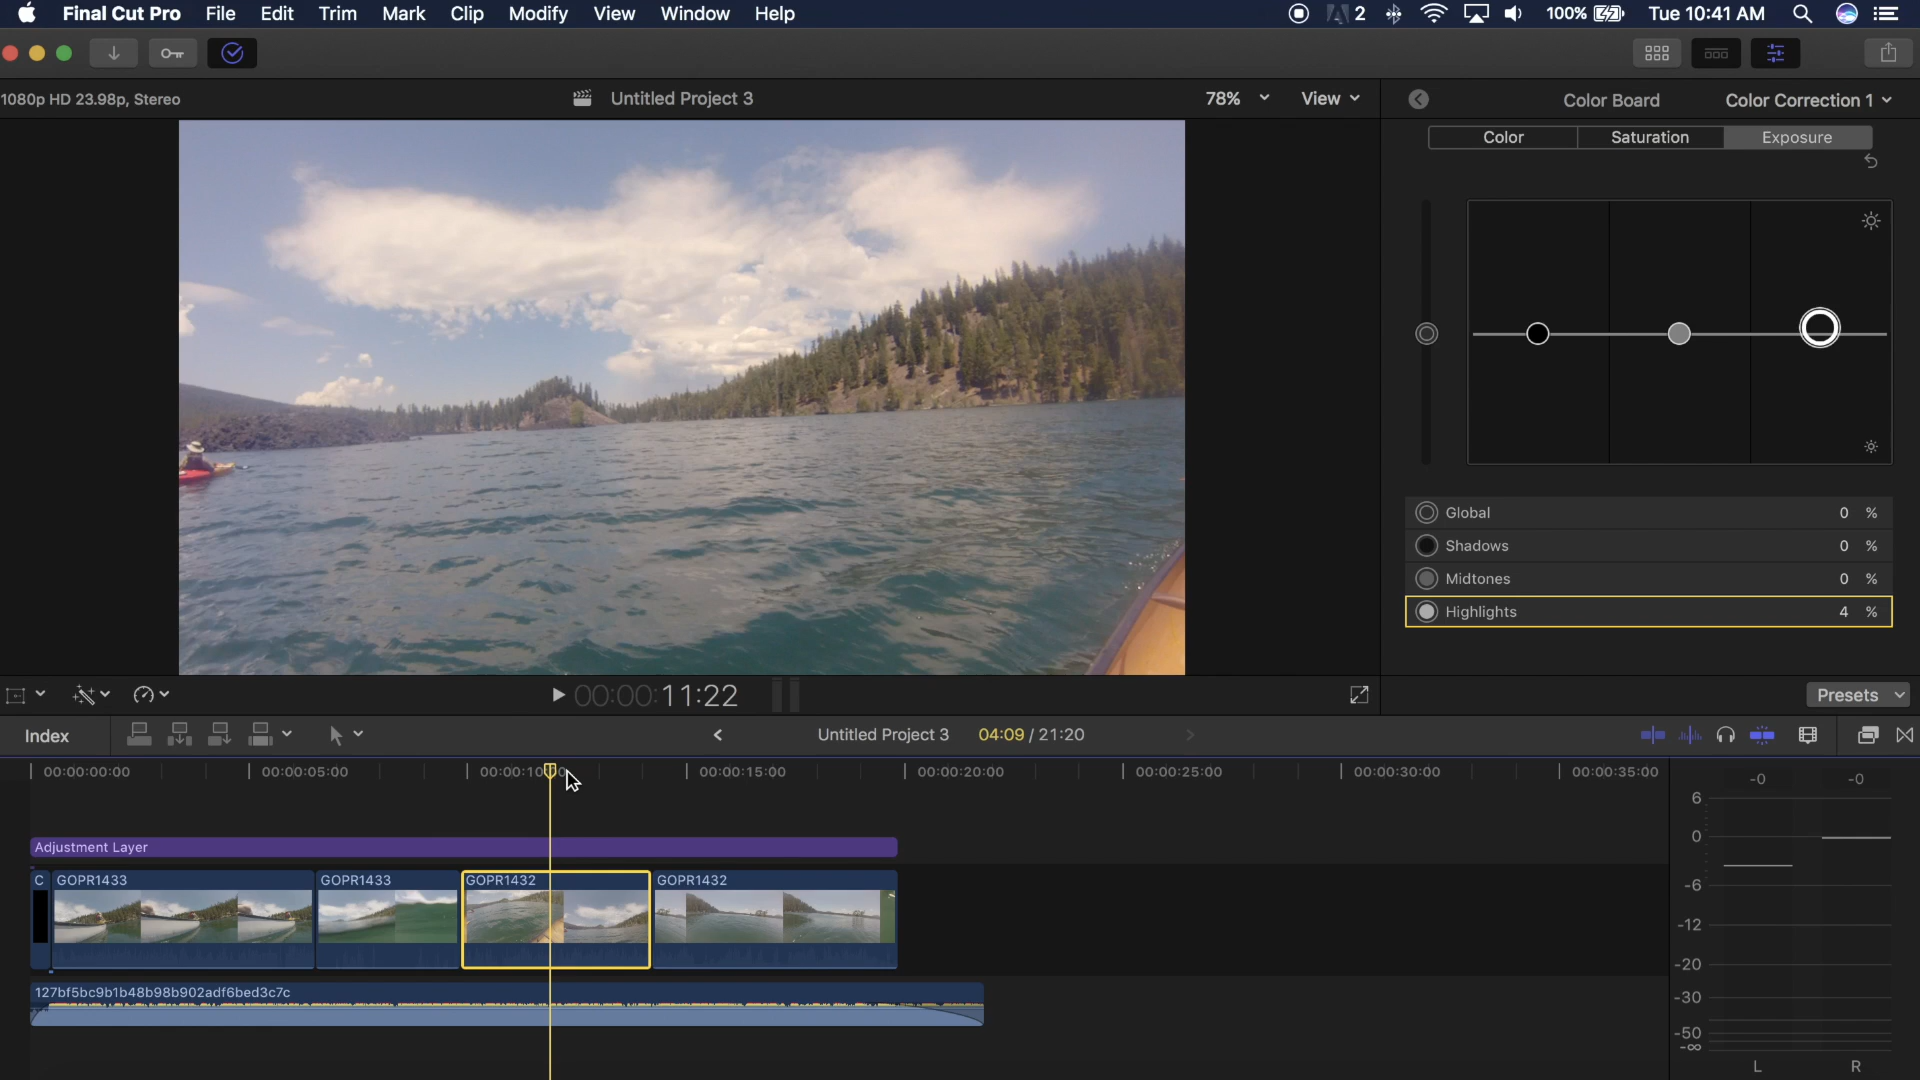 Final Cut Pro File Edit Trim Mark Clip Modify View Window Help 2 100% Tue 10:41 AM
1080p HD 23.98p, Stereo Untitled Project 3 78% View Color Board Color Correction 1
Color Saturation Exposure
Global 0 %
Shadows 0 %
Midtones 0 %
Highlights 4 %
00:00:11:22 Presets
Index Untitled Project 3 04:09 / 21:20
00:00:00:00 00:00:05:00 00:00:15:00 00:00:20:00 00:00:25:00 00:00:30:00 00:00:35:00
-0 -0
6
0
Adjustment Layer
C GOPR1433 GOPR1433 GOPR1432 GOPR1432
-6
-12
-20
127bf5bc9b1b48b98b902adf6bed3c7c
-30
-50
-∞
L R